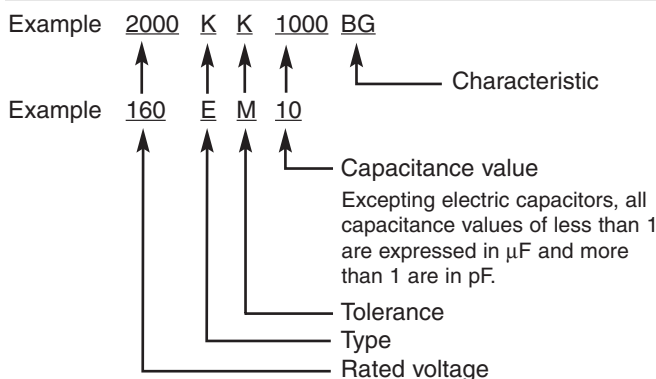 Example 2000 K K 1000 BG
Characteristic
Example 160 E M 10
Capacitance value
Excepting electric capacitors, all
capacitance values of less than 1
are expressed in μF and more
than 1 are in pF.
Tolerance
Type
Rated voltage